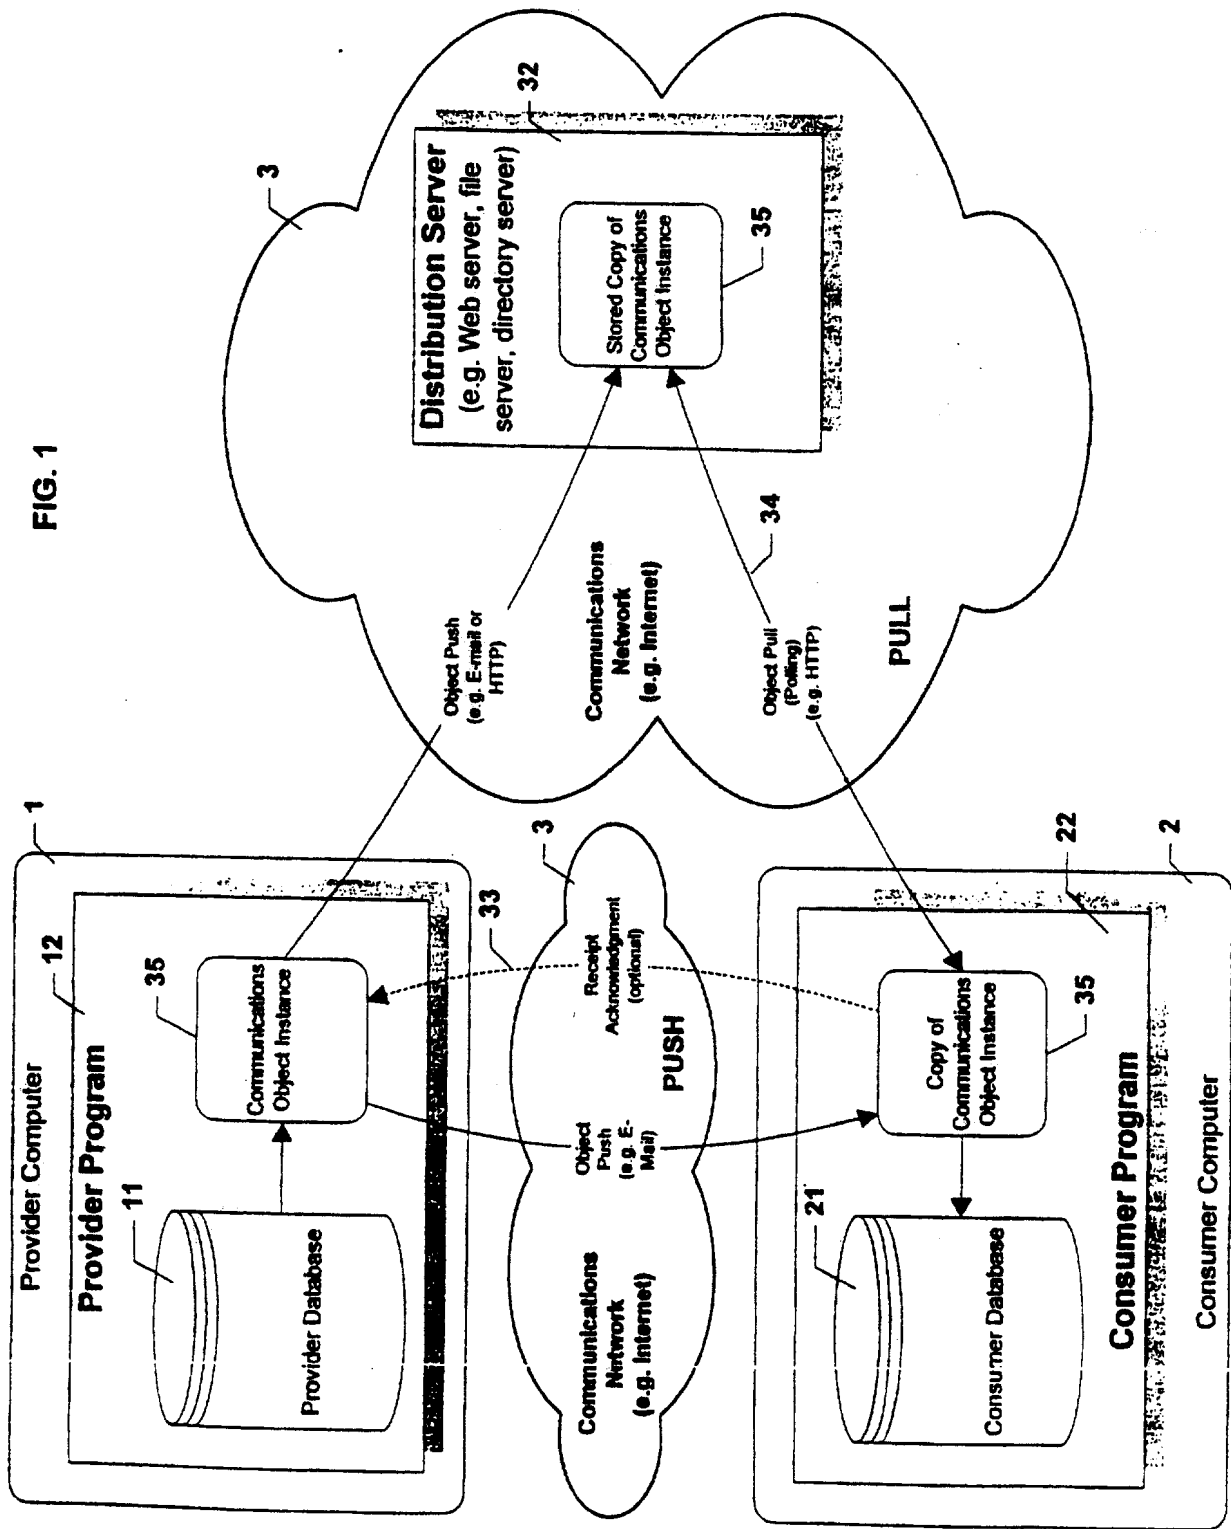 FIG. 1
Provider Computer
1
Provider Program
12
11
Provider Database
35
Communications
Object Instance
Communications
Network
(e.g. Internet)
Object
Push
(e.g. E-
Mail)
PUSH
Receipt
Acknowledgment
(optional)
33
3
21
Consumer Database
Copy of
Communications
Object Instance
35
Consumer Program
22
Consumer Computer
2
3
Object Push
(e.g. E-mail or
HTTP)
Communications
Network
(e.g. Internet)
Object Pull
(Polling)
(e.g. HTTP)
34
PULL
Distribution Server
(e.g. Web server, file
server, directory server)
32
Stored Copy of
Communications
Object Instance
35